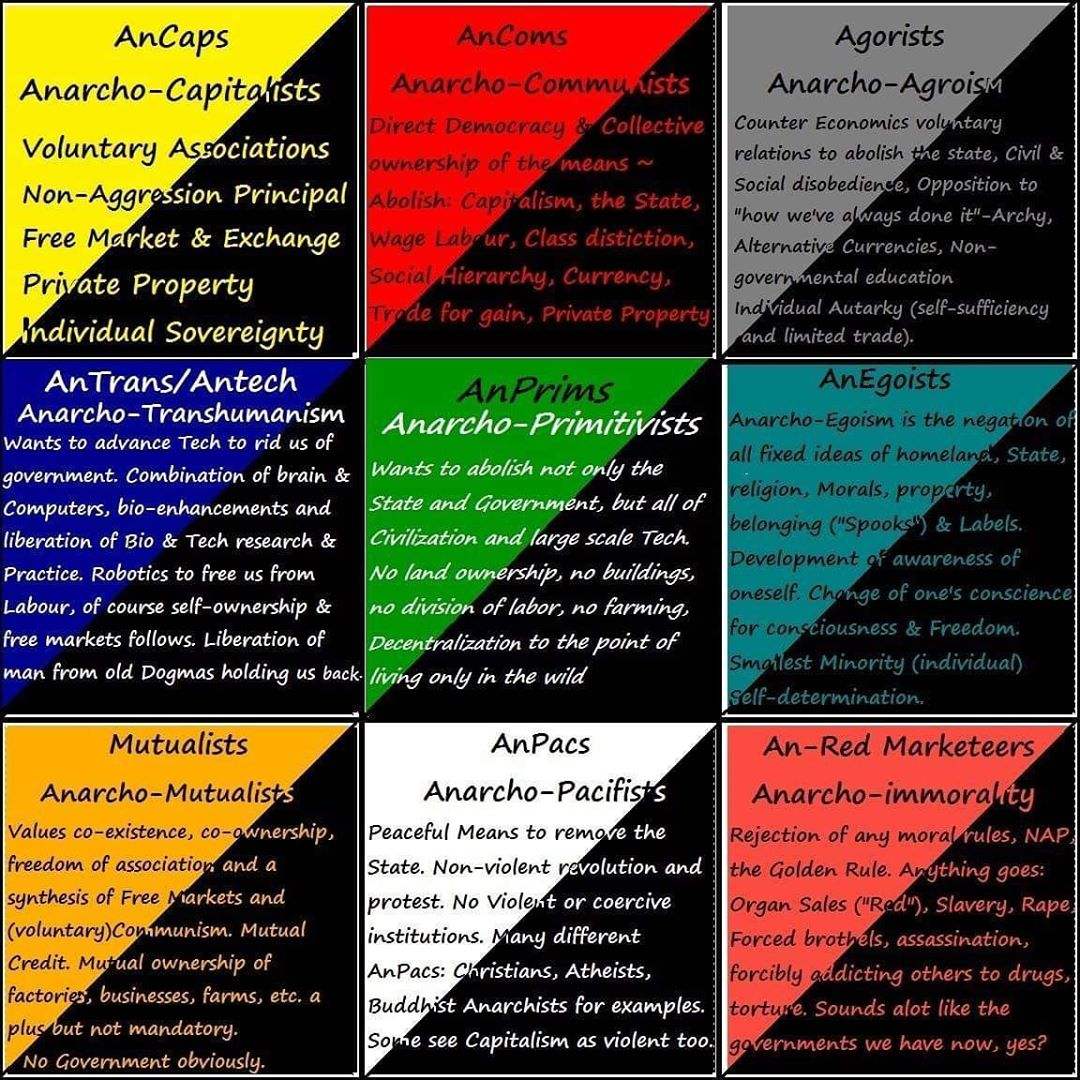 AnCaps
Anarcho-Capitalists
Voluntary Associations
Non-Aggression Principal
Free Market & Exchange
Private Property
Individual Sovereignty
AnComs
Anarcho-Communists
Direct Democracy & Collective
ownership of the means ~
Abolish: Capitalism, the State,
Wage Labour, Class distiction,
Social Hierarchy, Currency,
Trade for gain, Private Property
Agorists
Anarcho-Agroism
Counter Economics voluntary
relations to abolish the state, Civil &
Social disobedience, Opposition to
"how we've always done it"-Archy,
Alternative Currencies, Non-
governmental education
Individual Autarky (self-sufficiency
and limited trade).
AnTrans/Antech
Anarcho-Transhumanism
Wants to advance Tech to rid us of
government. Combination of brain &
Computers, bio-enhancements and
liberation of Bio & Tech research &
Practice. Robotics to free us from
Labour, of course self-ownership &
free markets follows. Liberation of
man from old Dogmas holding us back.
AnPrims
Anarcho-Primitivists
Wants to abolish not only the
State and Government, but all of
Civilization and large scale Tech.
No land ownership, no buildings,
no division of labor, no farming,
Decentralization to the point of
living only in the wild
AnEgoists
Anarcho-Egoism is the negation of
all fixed ideas of homeland, State,
religion, Morals, property,
belonging ("Spooks") & Labels.
Development of awareness of
oneself. Change of one's conscience
for consciousness & Freedom.
Smallest Minority (individual)
Self-determination.
Mutualists
Anarcho-Mutualists
Values co-existence, co-ownership,
freedom of association and a
synthesis of Free Markets and
(voluntary)Communism. Mutual
Credit. Mutual ownership of
factories, businesses, farms, etc. a
plus but not mandatory.
No Government obviously.
AnPacs
Anarcho-Pacifists
Peaceful Means to remove the
State. Non-violent revolution and
protest. No Violent or coercive
institutions. Many different
AnPacs: Christians, Atheists,
Buddhist Anarchists for examples.
Some see Capitalism as violent too.
An-Red Marketeers
Anarcho-immorality
Rejection of any moral rules, NAP,
the Golden Rule. Anything goes:
Organ Sales ("Red"), Slavery, Rape,
Forced brothels, assassination,
forcibly addicting others to drugs,
torture. Sounds alot like the
governments we have now, yes?